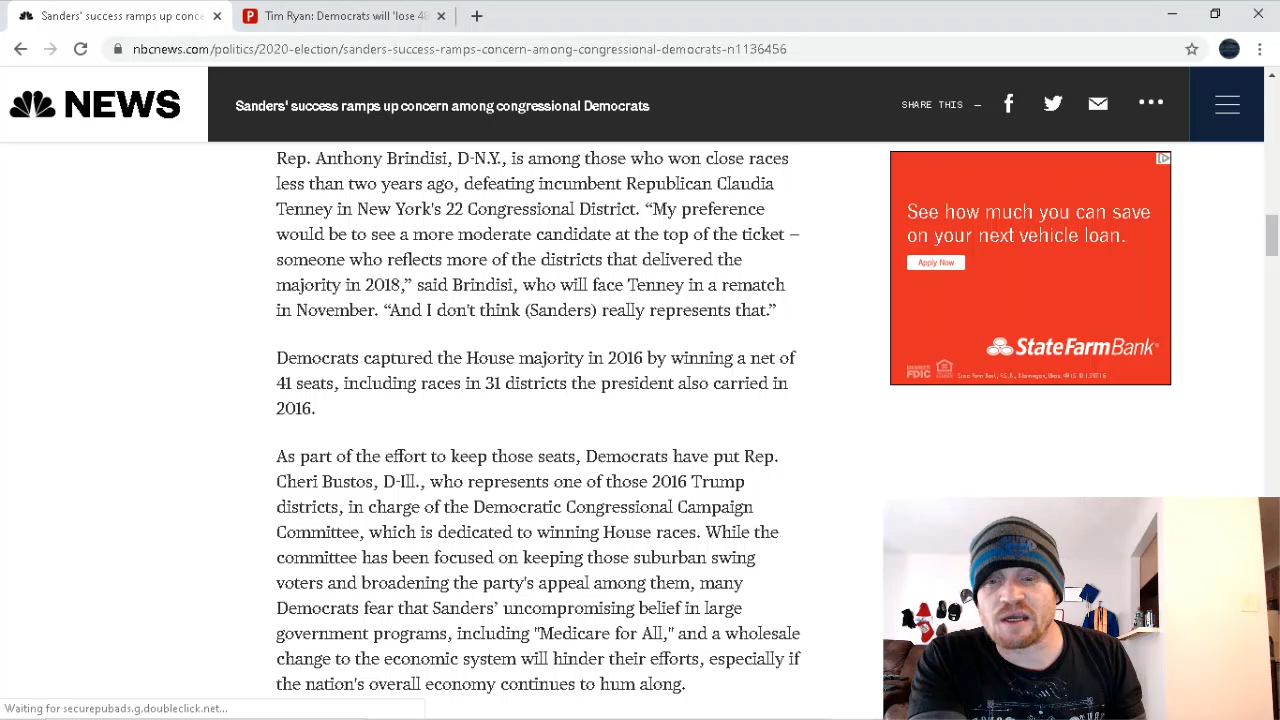 Sanders' success ramps up conce
Tim Ryan: Democrats will 'lose 48
nbcnews.com/politics/2020-election/sanders-success-ramps-concern-among-congressional-democrats-n1136456
NEWS
Sanders' success ramps up concern among congressional Democrats
SHARE THIS —
Rep. Anthony Brindisi, D-N.Y., is among those who won close races
less than two years ago, defeating incumbent Republican Claudia
Tenney in New York's 22 Congressional District. “My preference
would be for a more moderate candidate at the top of the ticket —
someone who reflects more of the districts that delivered the
majority in 2018,” said Brindisi, who will face Tenney in a rematch
in November. “And I don't think (Sanders) really represents that.”
Democrats captured the House majority in 2016 by winning a net of
41 seats, including races in 31 districts the president also carried in
2016.
As part of the effort to keep those seats, Democrats have put Rep.
Cheri Bustos, D-Ill., who represents one of those 2016 Trump
districts, in charge of the Democratic Congressional Campaign
Committee, which is dedicated to winning House races. While the
committee has been focused on keeping those suburban swing
voters and broadening the party's appeal among them, many
Democrats fear that Sanders’ uncompromising belief in large
government programs, including "Medicare for All," and a wholesale
change to the economic system will hinder their efforts, especially if
the nation's overall economy continues to hum along.
See how much you can save
on your next vehicle loan.
Apply Now
StateFarmBank
FDIC
Waiting for securepubads.g.doubleclick.net...